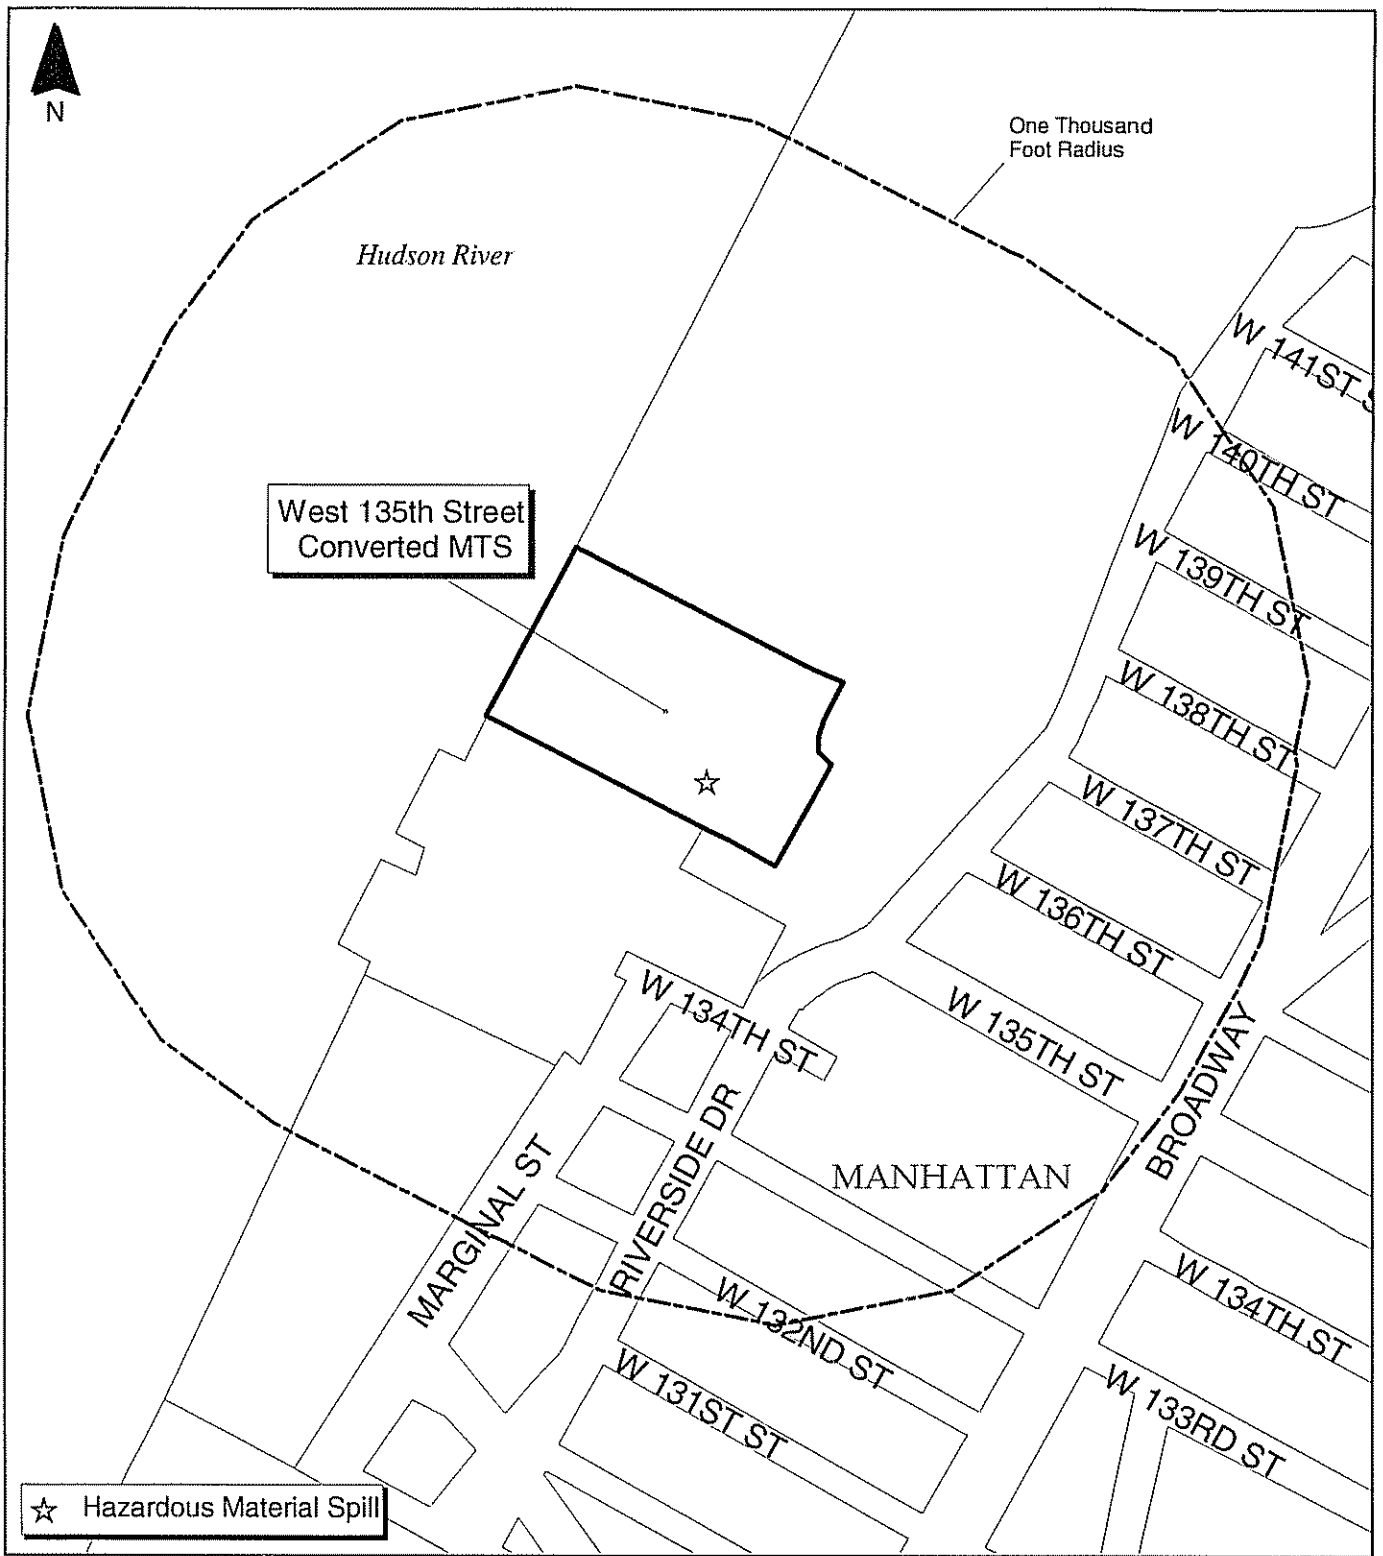 N
One Thousand
Foot Radius
Hudson River
W 141ST S
W 140TH ST
West 135th Street
Converted MTS
W 139TH ST
W 138TH ST
W 137TH ST
W 136TH ST
W 134TH ST
W 135TH ST
BROADWAY
RIVERSIDE DR
MARGINAL ST
MANHATTAN
W 132ND ST
W 134TH ST
W 131ST ST
W 133RD ST
Hazardous Material Spill